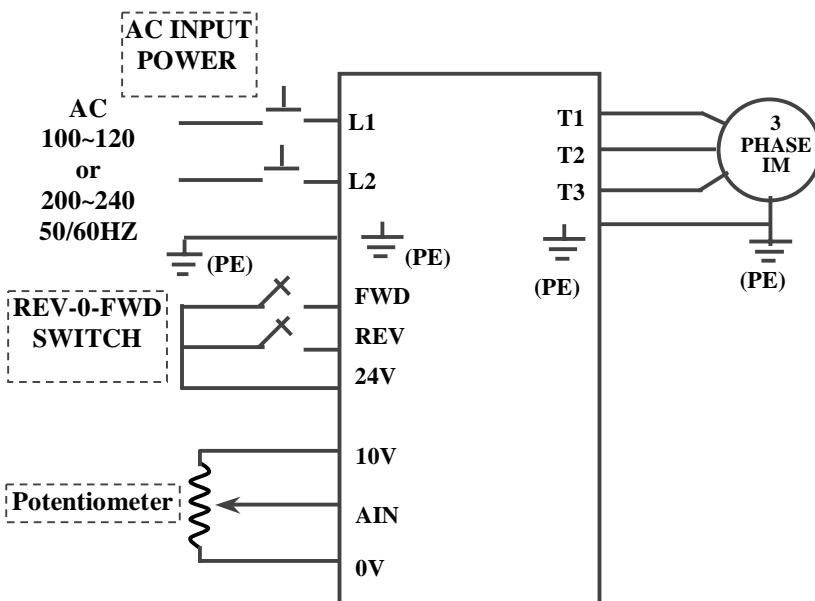 AC INPUT
POWER
AC
100~120
or
200~240
50/60HZ
L1
L2
(PE)
(PE)
T1
T2
T3
(PE)
3
PHASE
IM
(PE)
REV-0-FWD
SWITCH
FWD
REV
24V
Potentiometer
10V
AIN
0V